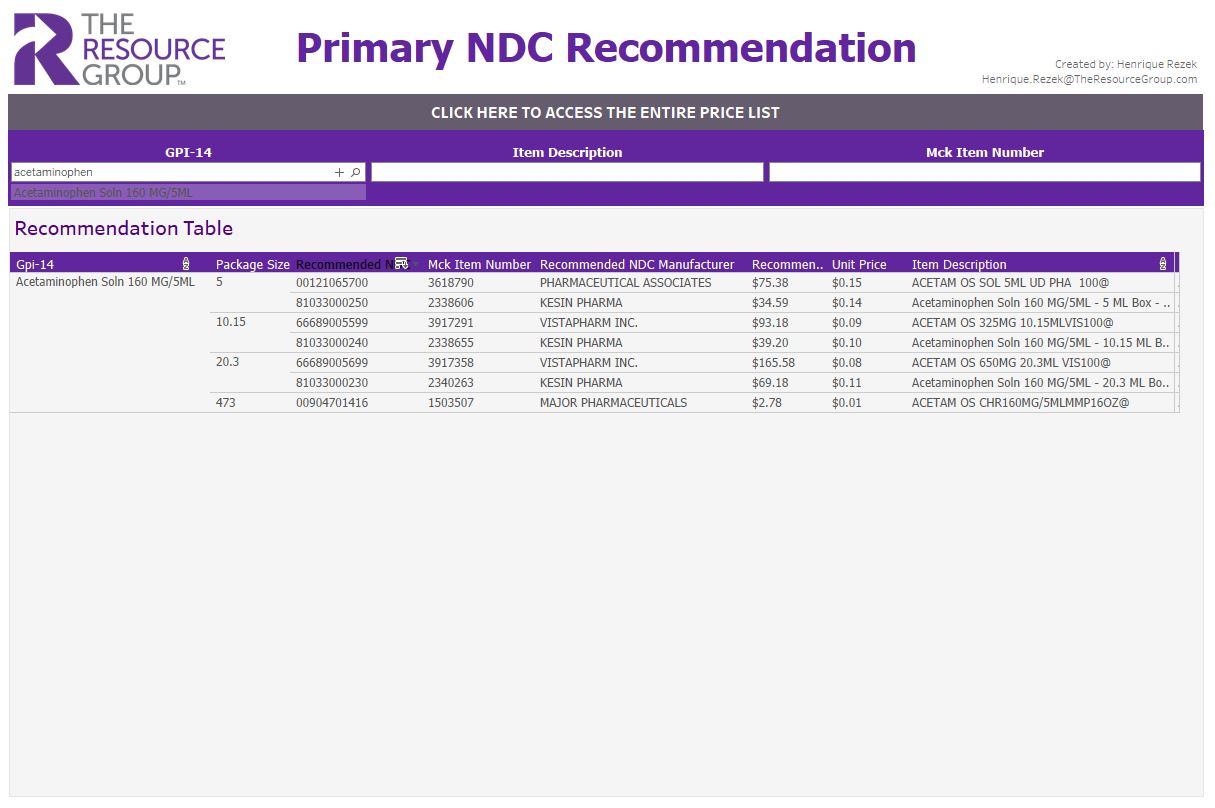 THE
RESOURCE
GROUP™
Primary NDC Recommendation
Created by: Henrique Rezek
Henrique.Rezek@TheResourceGroup.com
CLICK HERE TO ACCESS THE ENTIRE PRICE LIST
GPI-14 Item Description Mck Item Number
acetaminophen
Acetaminophen Soln 160 MG/5ML
Recommendation Table
Gpi-14 Package Size Recommended Mck Item Number Recommended NDC Manufacturer Recommen.. Unit Price Item Description
Acetaminophen Soln 160 MG/5ML 5 00121065700 3618790 PHARMACEUTICAL ASSOCIATES $75.38 $0.15 ACETAM OS SOL 5ML UD PHA 100@
81033000250 2338606 KESIN PHARMA $34.59 $0.14 Acetaminophen Soln 160 MG/5ML - 5 ML Box - ..
10.15 66689005599 3917291 VISTAPHARM INC. $93.18 $0.09 ACETAM OS 325MG 10.15MLVIS100@
81033000240 2338655 KESIN PHARMA $39.20 $0.10 Acetaminophen Soln 160 MG/5ML - 10.15 ML B..
20.3 66689005699 3917358 VISTAPHARM INC. $165.58 $0.08 ACETAM OS 650MG 20.3ML VIS100@
81033000230 2340263 KESIN PHARMA $69.18 $0.11 Acetaminophen Soln 160 MG/5ML - 20.3 ML Bo..
473 00904701416 1503507 MAJOR PHARMACEUTICALS $2.78 $0.01 ACETAM OS CHR160MG/5MLMMP16OZ@